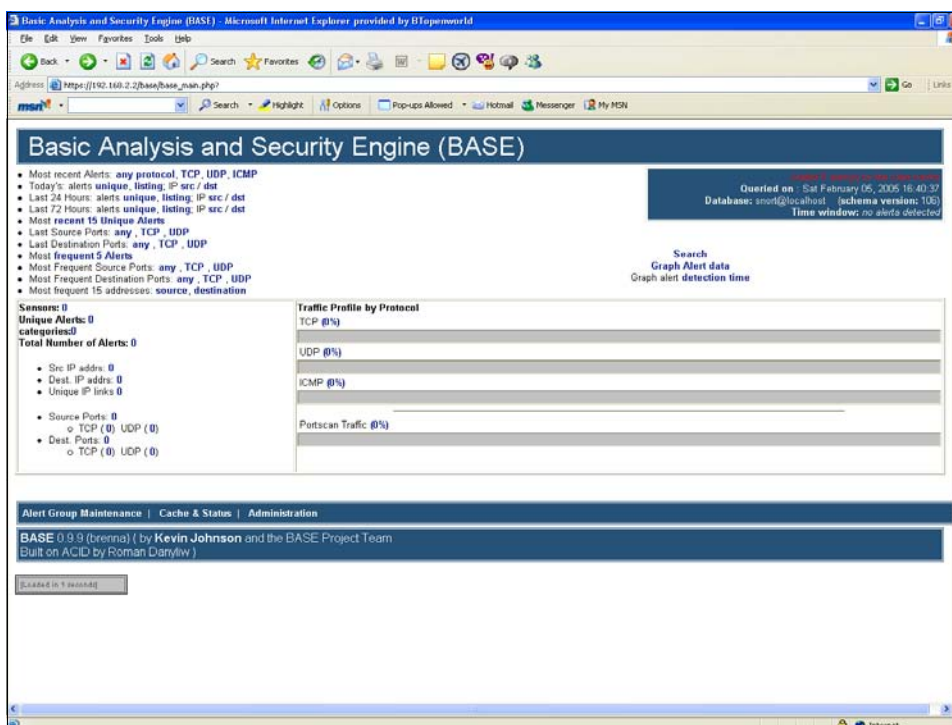 Basic Analysis and Security Engine (BASE) - Microsoft Internet Explorer provided by BTopenworld
File Edit View Favorites Tools Help
Back Search Favorites
Address https://192.168.2.2/base/base_main.php? Go Links
msn Search Highlight Options Pop-ups Allowed Hotmail Messenger My MSN
Basic Analysis and Security Engine (BASE)
• Most recent Alerts: any protocol, TCP, UDP, ICMP
• Today's: alerts unique, listing; IP src / dst
• Last 24 Hours: alerts unique, listing; IP src / dst
• Last 72 Hours: alerts unique, listing; IP src / dst
• Most recent 15 Unique Alerts
• Last Source Ports: any , TCP , UDP
• Last Destination Ports: any , TCP , UDP
• Most frequent 5 Alerts
• Most Frequent Source Ports: any , TCP , UDP
• Most Frequent Destination Ports: any , TCP , UDP
• Most frequent 15 addresses: source, destination
Queried on : Sat February 05, 2005 16:40:37
Database: snort@localhost (schema version: 106)
Time window: no alerts detected
Search
Graph Alert data
Graph alert detection time
Sensors: 0
Unique Alerts: 0
categories:0
Total Number of Alerts: 0
• Src IP addrs: 0
• Dest. IP addrs: 0
• Unique IP links 0
• Source Ports: 0
o TCP ( 0) UDP ( 0)
• Dest. Ports: 0
o TCP ( 0) UDP ( 0)
Traffic Profile by Protocol
TCP (0%)
UDP (0%)
ICMP (0%)
Portscan Traffic (0%)
Alert Group Maintenance | Cache & Status | Administration
BASE 0.9.9 (brenna) ( by Kevin Johnson and the BASE Project Team
Built on ACID by Roman Danyliw )
[Loaded in 1 seconds]
Internet